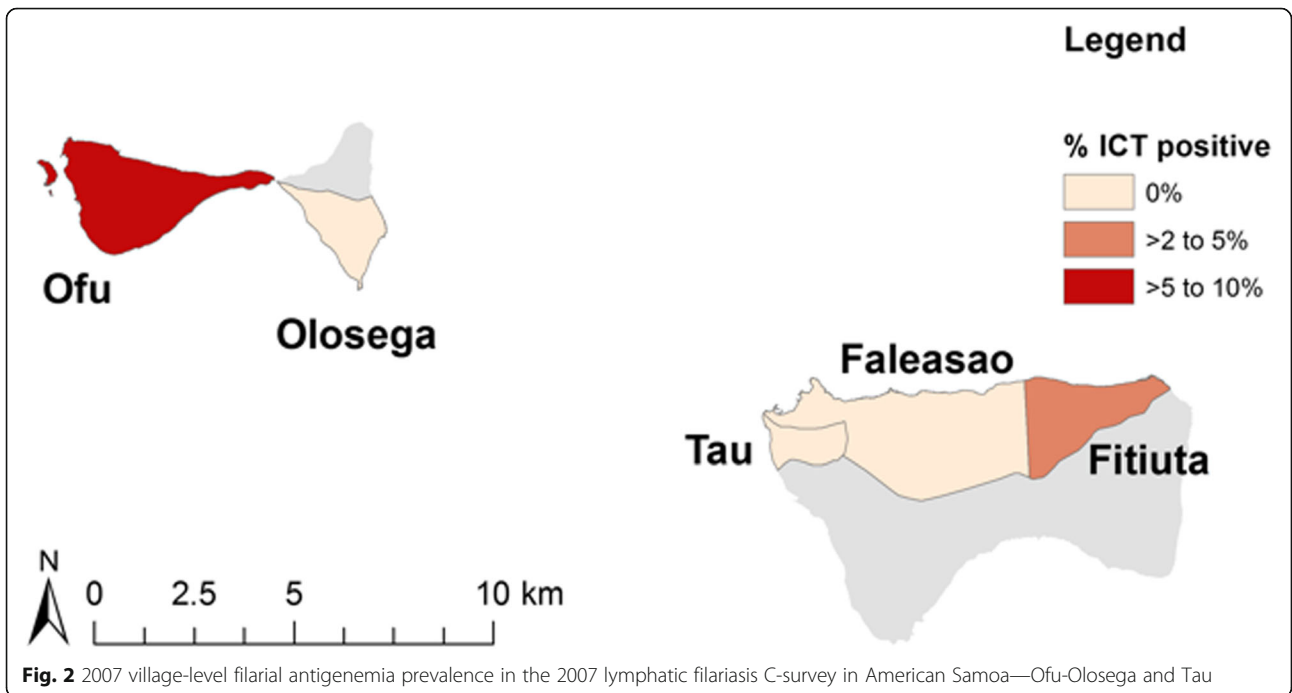 Legend
% ICT positive
0%
>2 to 5%
>5 to 10%
Ofu
Olosega
Faleasao
Tau
Fitiuta
N
0 2.5 5 10 km
Fig. 2 2007 village-level filarial antigenemia prevalence in the 2007 lymphatic filariasis C-survey in American Samoa—Ofu-Olosega and Tau